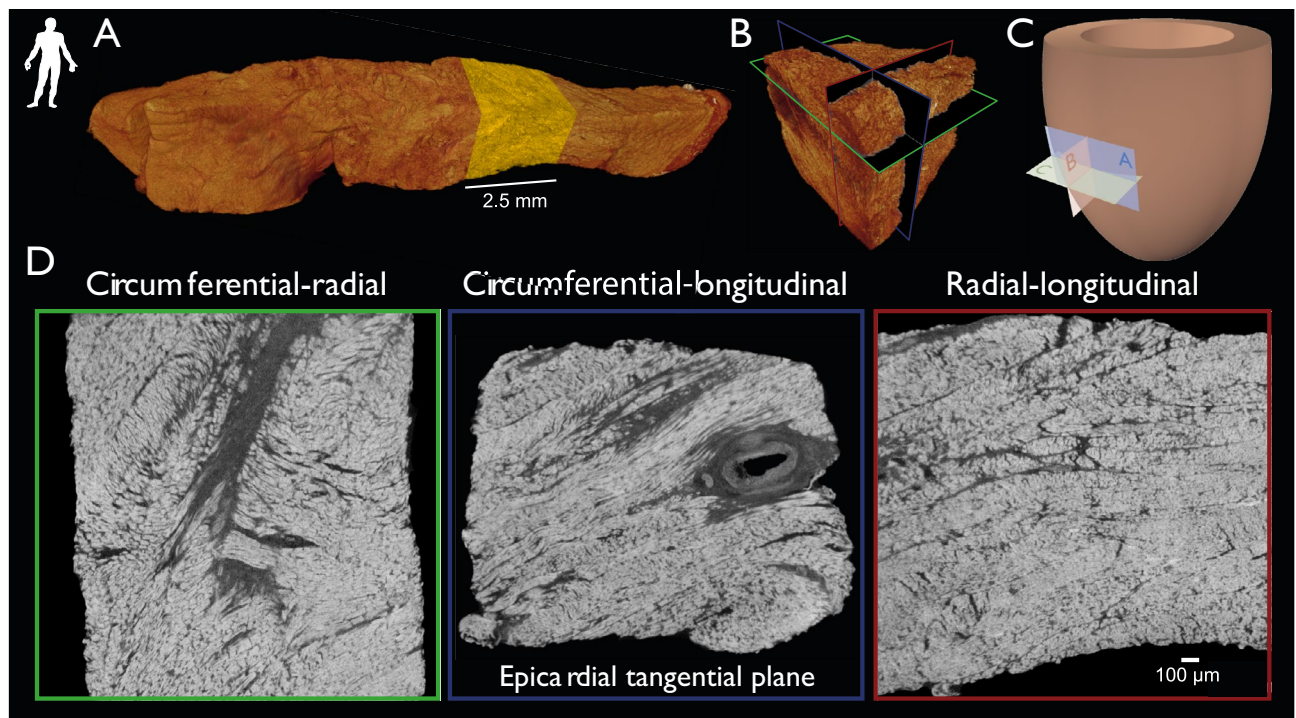 A
B
C
2.5 mm
A
B
C
D
Circumferential-radial
Circumferential-longitudinal
Radial-longitudinal
Epicardial tangential plane
100 µm